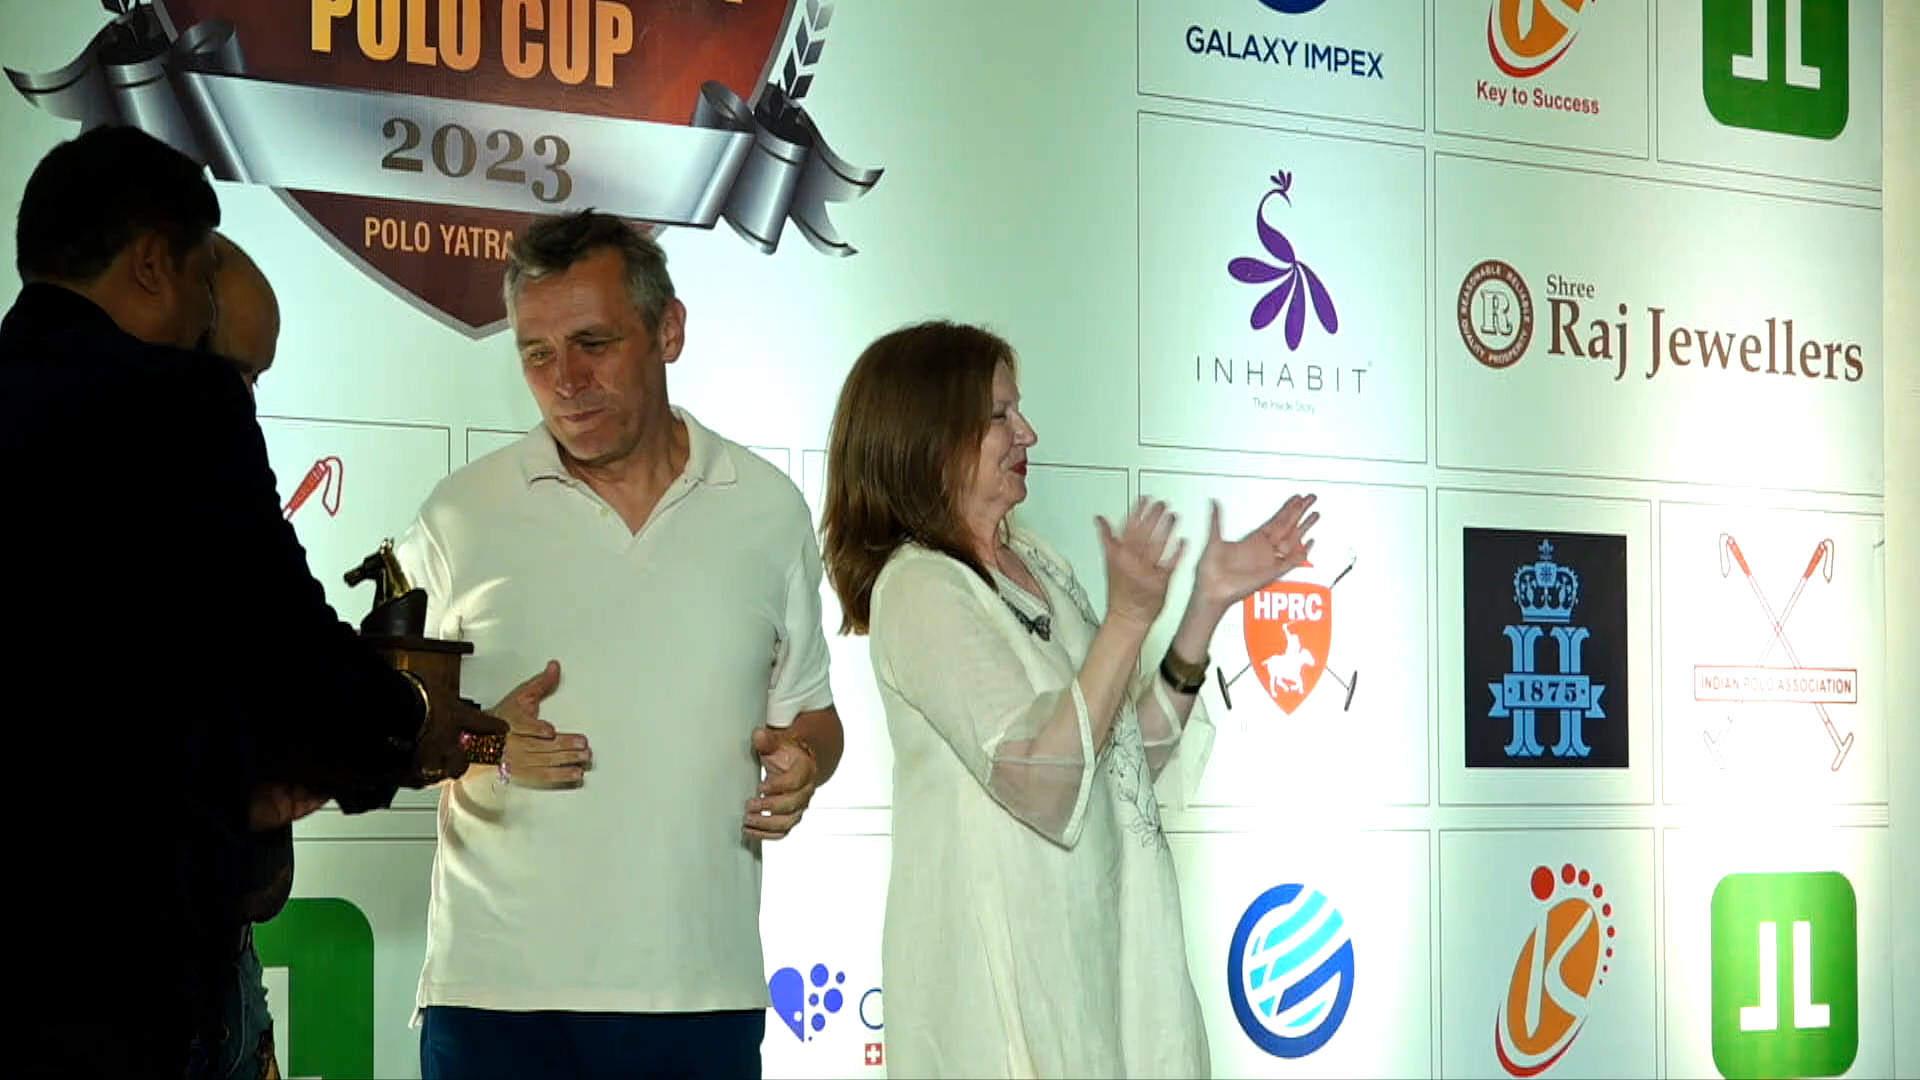 POLO CUP
2023
POLO YATRA
GALAXY IMPEX
Key to Success
INHABIT
The Inside Story
Shree
Raj Jewellers
R
HPRC
H
1875
INDIAN POLO ASSOCIATION